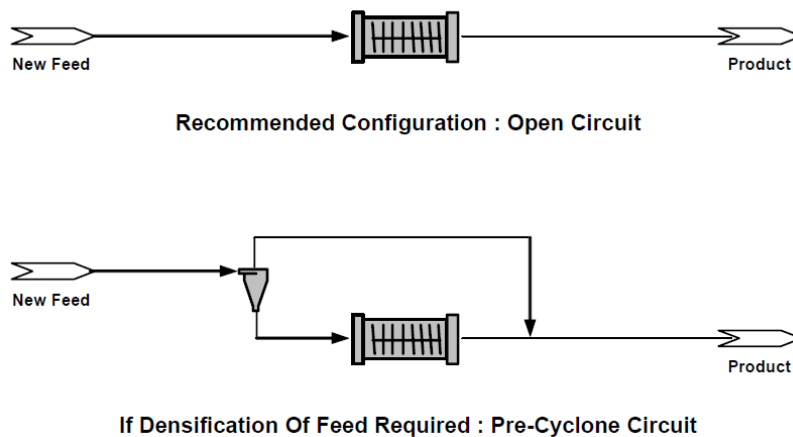 New Feed
Product
Recommended Configuration : Open Circuit
New Feed
Product
If Densification Of Feed Required : Pre-Cyclone Circuit